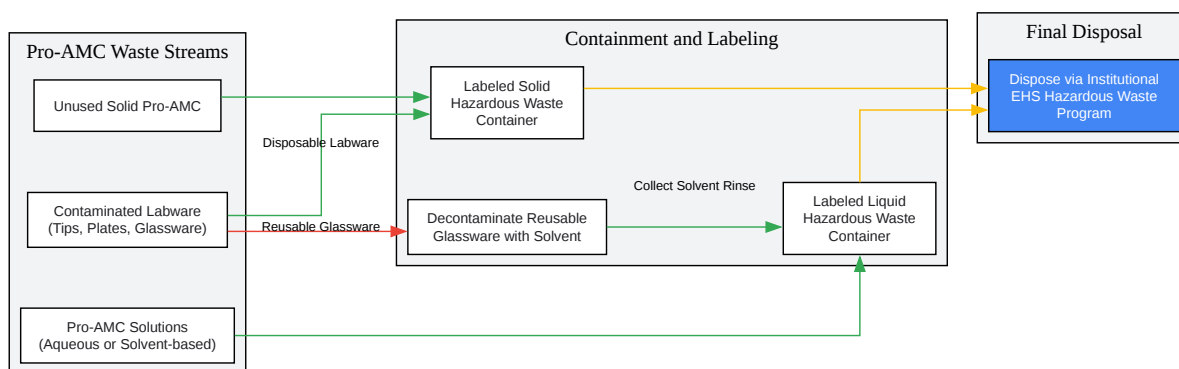 Pro-AMC Waste Streams
Unused Solid Pro-AMC
Contaminated Labware
(Tips, Plates, Glassware)
Pro-AMC Solutions
(Aqueous or Solvent-based)
Disposable Labware
Reusable Glassware
Containment and Labeling
Labeled Solid
Hazardous Waste
Container
Decontaminate Reusable
Glassware with Solvent
Collect Solvent Rinse
Labeled Liquid
Hazardous Waste
Container
Final Disposal
Dispose via Institutional
EHS Hazardous Waste
Program